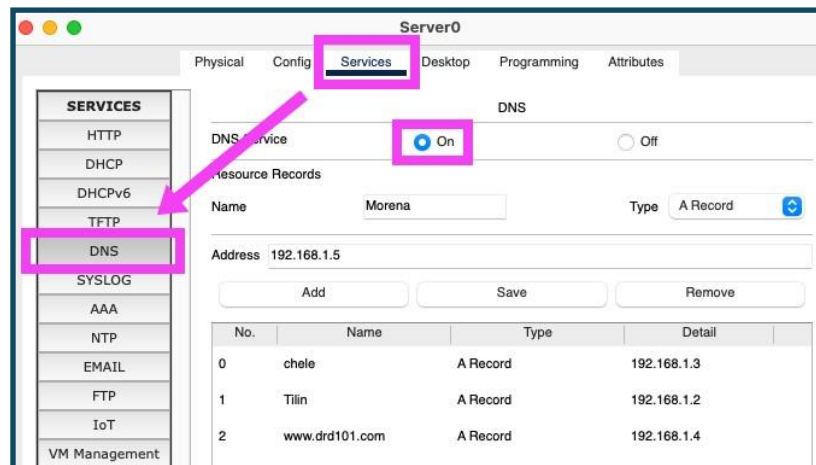 Server0
Physical Config Services Desktop Programming Attributes
SERVICES
HTTP
DHCP
DHCPv6
TFTP
DNS
SYSLOG
AAA
NTP
EMAIL
FTP
IoT
VM Management
DNS
DNS Service On Off
Resource Records
Name Morena Type A Record
Address 192.168.1.5
Add Save Remove
No. Name Type Detail
0 chele A Record 192.168.1.3
1 Tilin A Record 192.168.1.2
2 www.drd101.com A Record 192.168.1.4